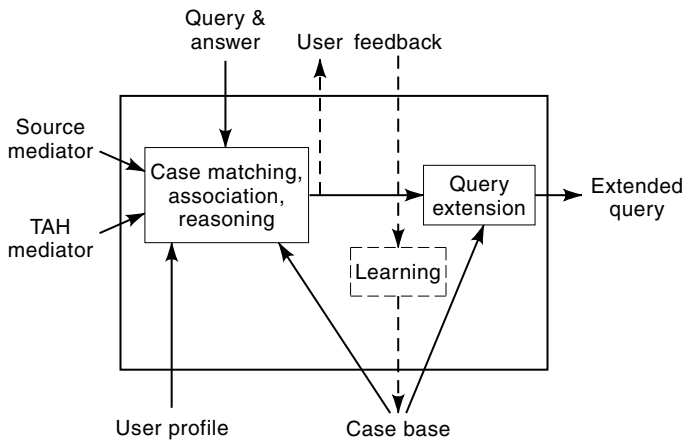 Query &
answer
User feedback
Source
mediator
Case matching,
association,
reasoning
Query
extension
Extended
query
TAH
mediator
Learning
User profile
Case base